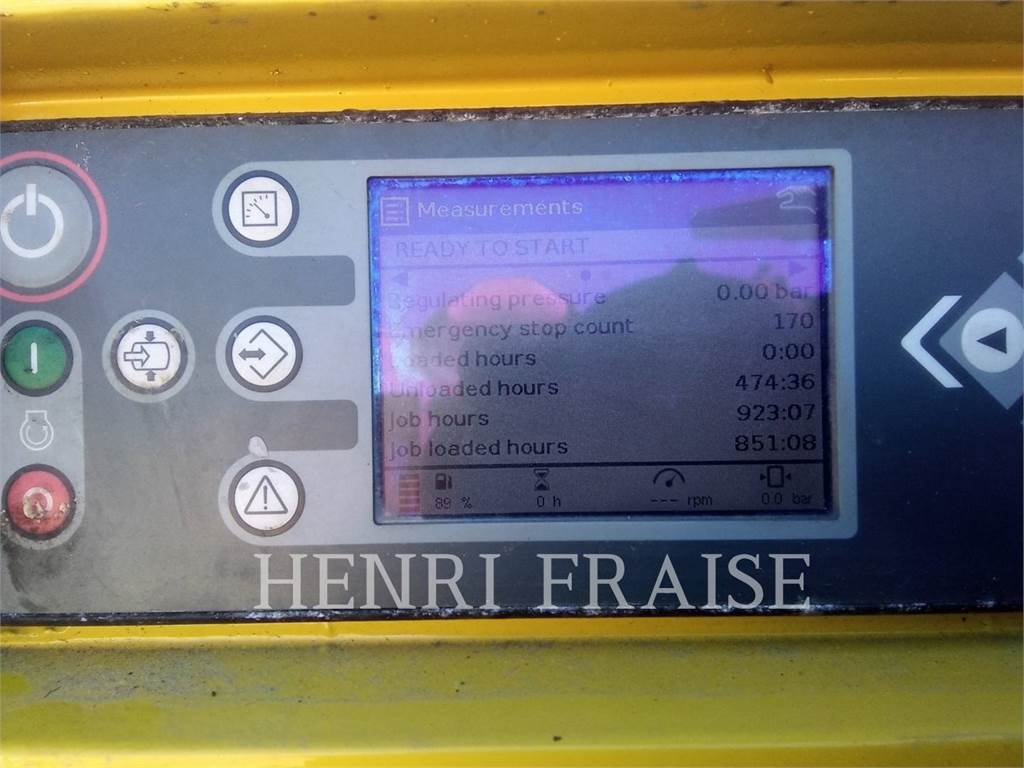 Measurements
READY TO START
Regulating pressure 0.00 bar
Emergency stop count 170
Loaded hours 0:00
Unloaded hours 474:36
Job hours 923:07
Job loaded hours 851:08
89 % 0 h --- rpm 0.0 bar
HENRI FRAISE